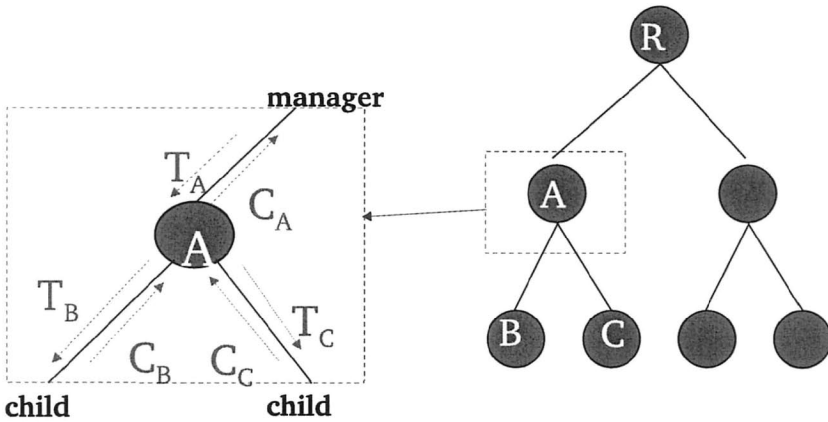 R
manager
T_A
C_A
A
A
T_B
C_B
C_C
T_C
B
C
child
child